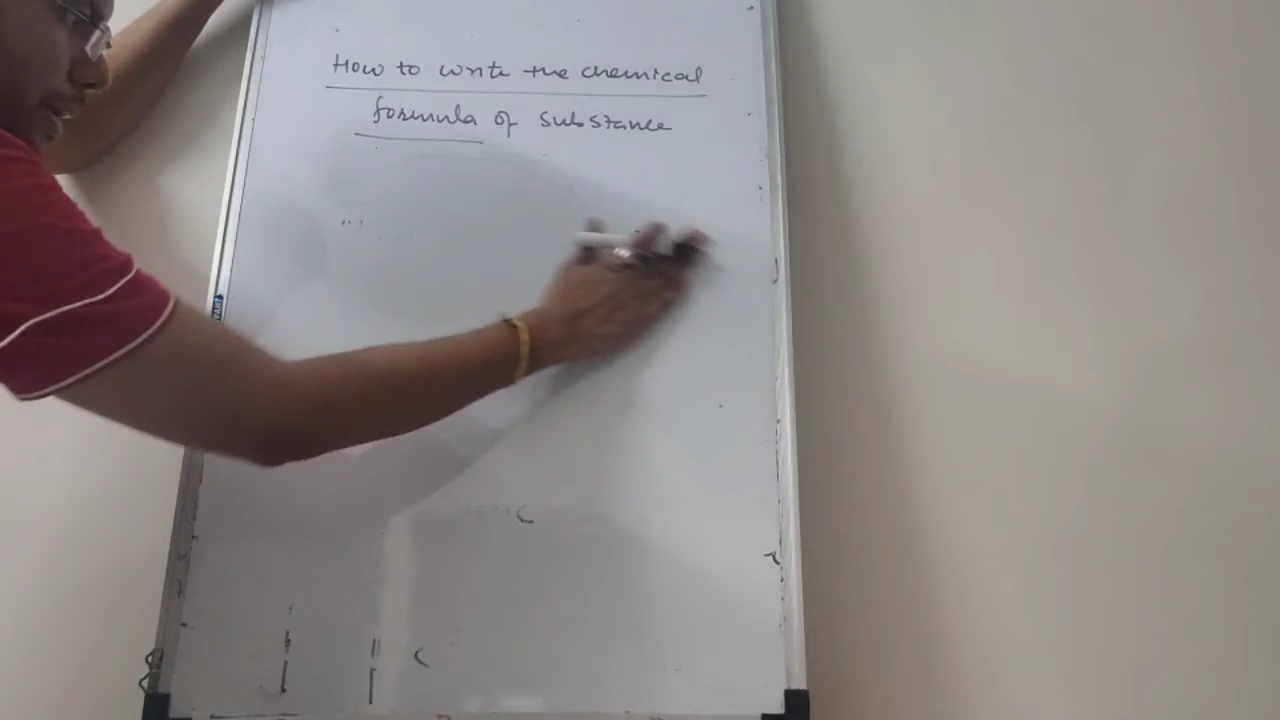 How to write the chemical
formula of substance